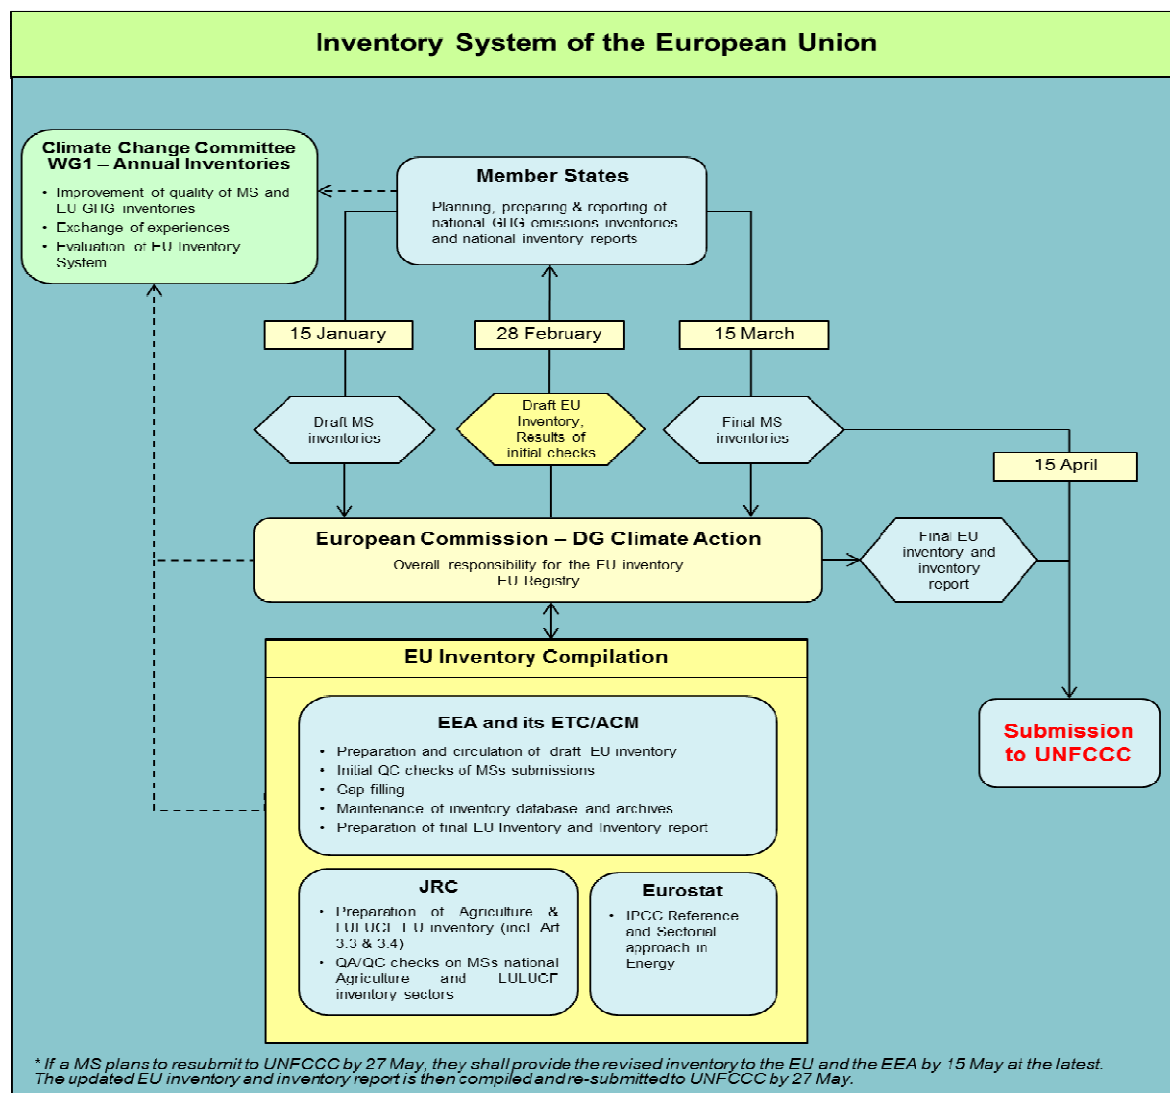 Inventory System of the European Union
Climate Change Committee
WG1 – Annual Inventories
• Improvement of quality of MS and
EU GHG inventories
• Exchange of experiences
• Evaluation of EU Inventory
System
Member States
Planning, preparing & reporting of
national GHG emissions inventories
and national inventory reports
15 January
28 February
15 March
Draft MS
inventories
Draft EU
Inventory,
Results of
initial checks
Final MS
inventories
15 April
European Commission – DG Climate Action
Overall responsibility for the EU inventory
EU Registry
Final EU
inventory and
inventory
report
EU Inventory Compilation
EEA and its ETC/ACM
• Preparation and circulation of draft EU inventory
• Initial QC checks of MSs submissions
• Gap filling
• Maintenance of inventory database and archives
• Preparation of final EU Inventory and Inventory report
Submission
to UNFCCC
JRC
• Preparation of Agriculture &
LULUCF EU inventory (incl. Art
3.3 & 3.4)
• QA/QC checks on MSs national
Agriculture and LULUCF
inventory sectors
Eurostat
• IPCC Reference
and Sectorial
approach in
Energy
* If a MS plans to resubmit to UNFCCC by 27 May, they shall provide the revised inventory to the EU and the EEA by 15 May at the latest.
The updated EU inventory and inventory report is then compiled and re-submitted to UNFCCC by 27 May.